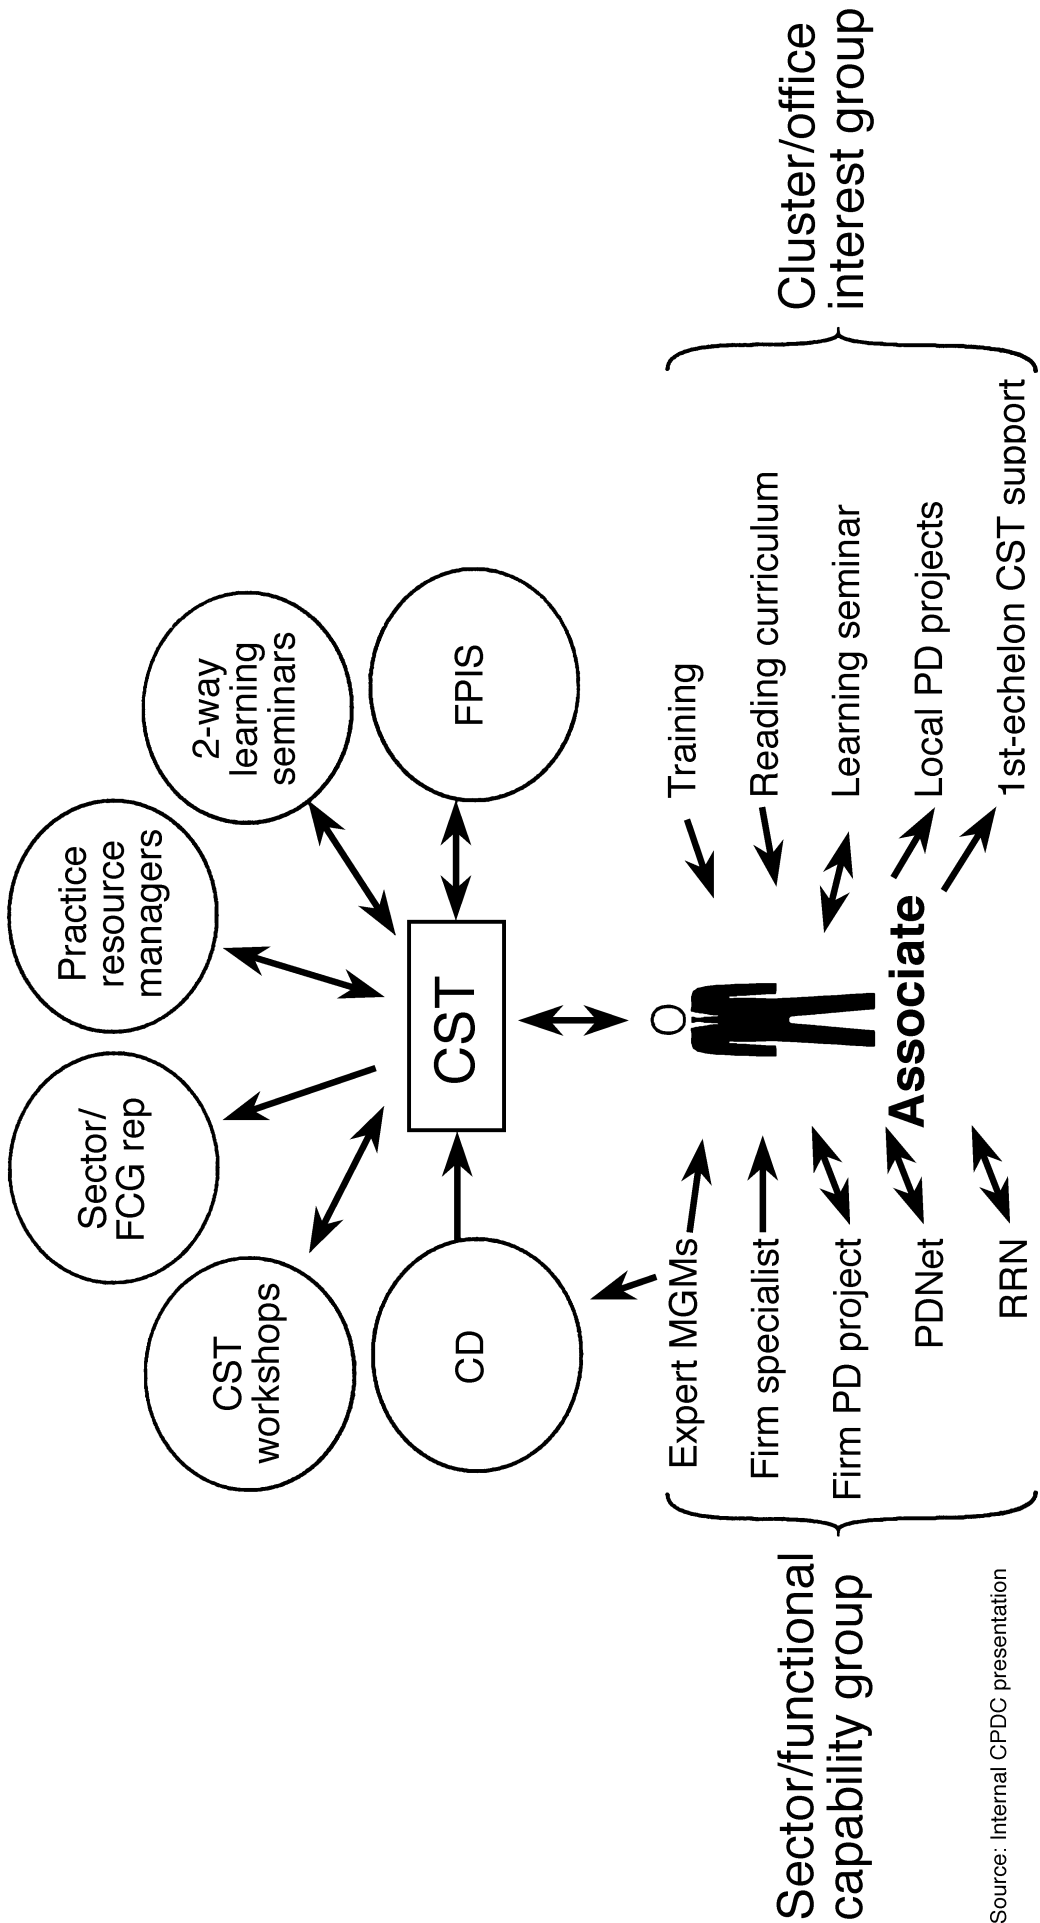 Practice
resource
managers
Sector/
FCG rep
2-way
learning
seminars
CST
workshops
FPIS
CST
CD
Expert MGMs
Firm specialist
Firm PD project
PDNet
RRN
Sector/functional
capability group
Associate
Training
Reading curriculum
Learning seminar
Local PD projects
1st-echelon CST support
Cluster/office
interest group
Source: Internal CPDC presentation